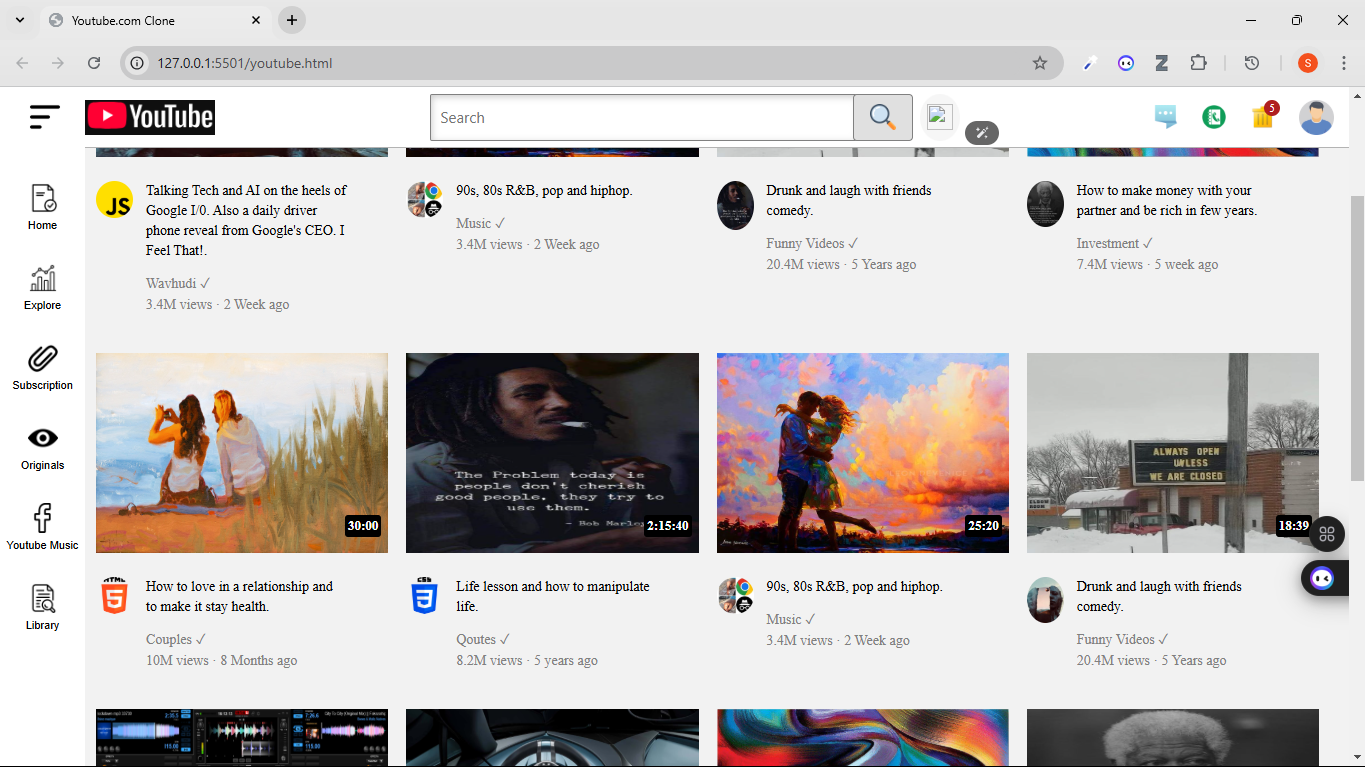 Youtube.com Clone
127.0.0.1:5501/youtube.html
S
YouTube
Search
5
Home
Explore
Subscription
Originals
Youtube Music
Library
JS
Talking Tech and AI on the heels of
Google I/0. Also a daily driver
phone reveal from Google's CEO. I
Feel That!.
Wavhudi ✓
3.4M views · 2 Week ago
90s, 80s R&B, pop and hiphop.
Music ✓
3.4M views · 2 Week ago
Drunk and laugh with friends
comedy.
Funny Videos ✓
20.4M views · 5 Years ago
How to make money with your
partner and be rich in few years.
Investment ✓
7.4M views · 5 week ago
30:00
The Problem today is
people don't cherish
good people. they try to
use them.
- Bob Marley
2:15:40
25:20
ALWAYS OPEN
UNLESS
WE ARE CLOSED
18:39
HTML
5
How to love in a relationship and
to make it stay health.
Couples ✓
10M views · 8 Months ago
CSS
3
Life lesson and how to manipulate
life.
Qoutes ✓
8.2M views · 5 years ago
90s, 80s R&B, pop and hiphop.
Music ✓
3.4M views · 2 Week ago
Drunk and laugh with friends
comedy.
Funny Videos ✓
20.4M views · 5 Years ago